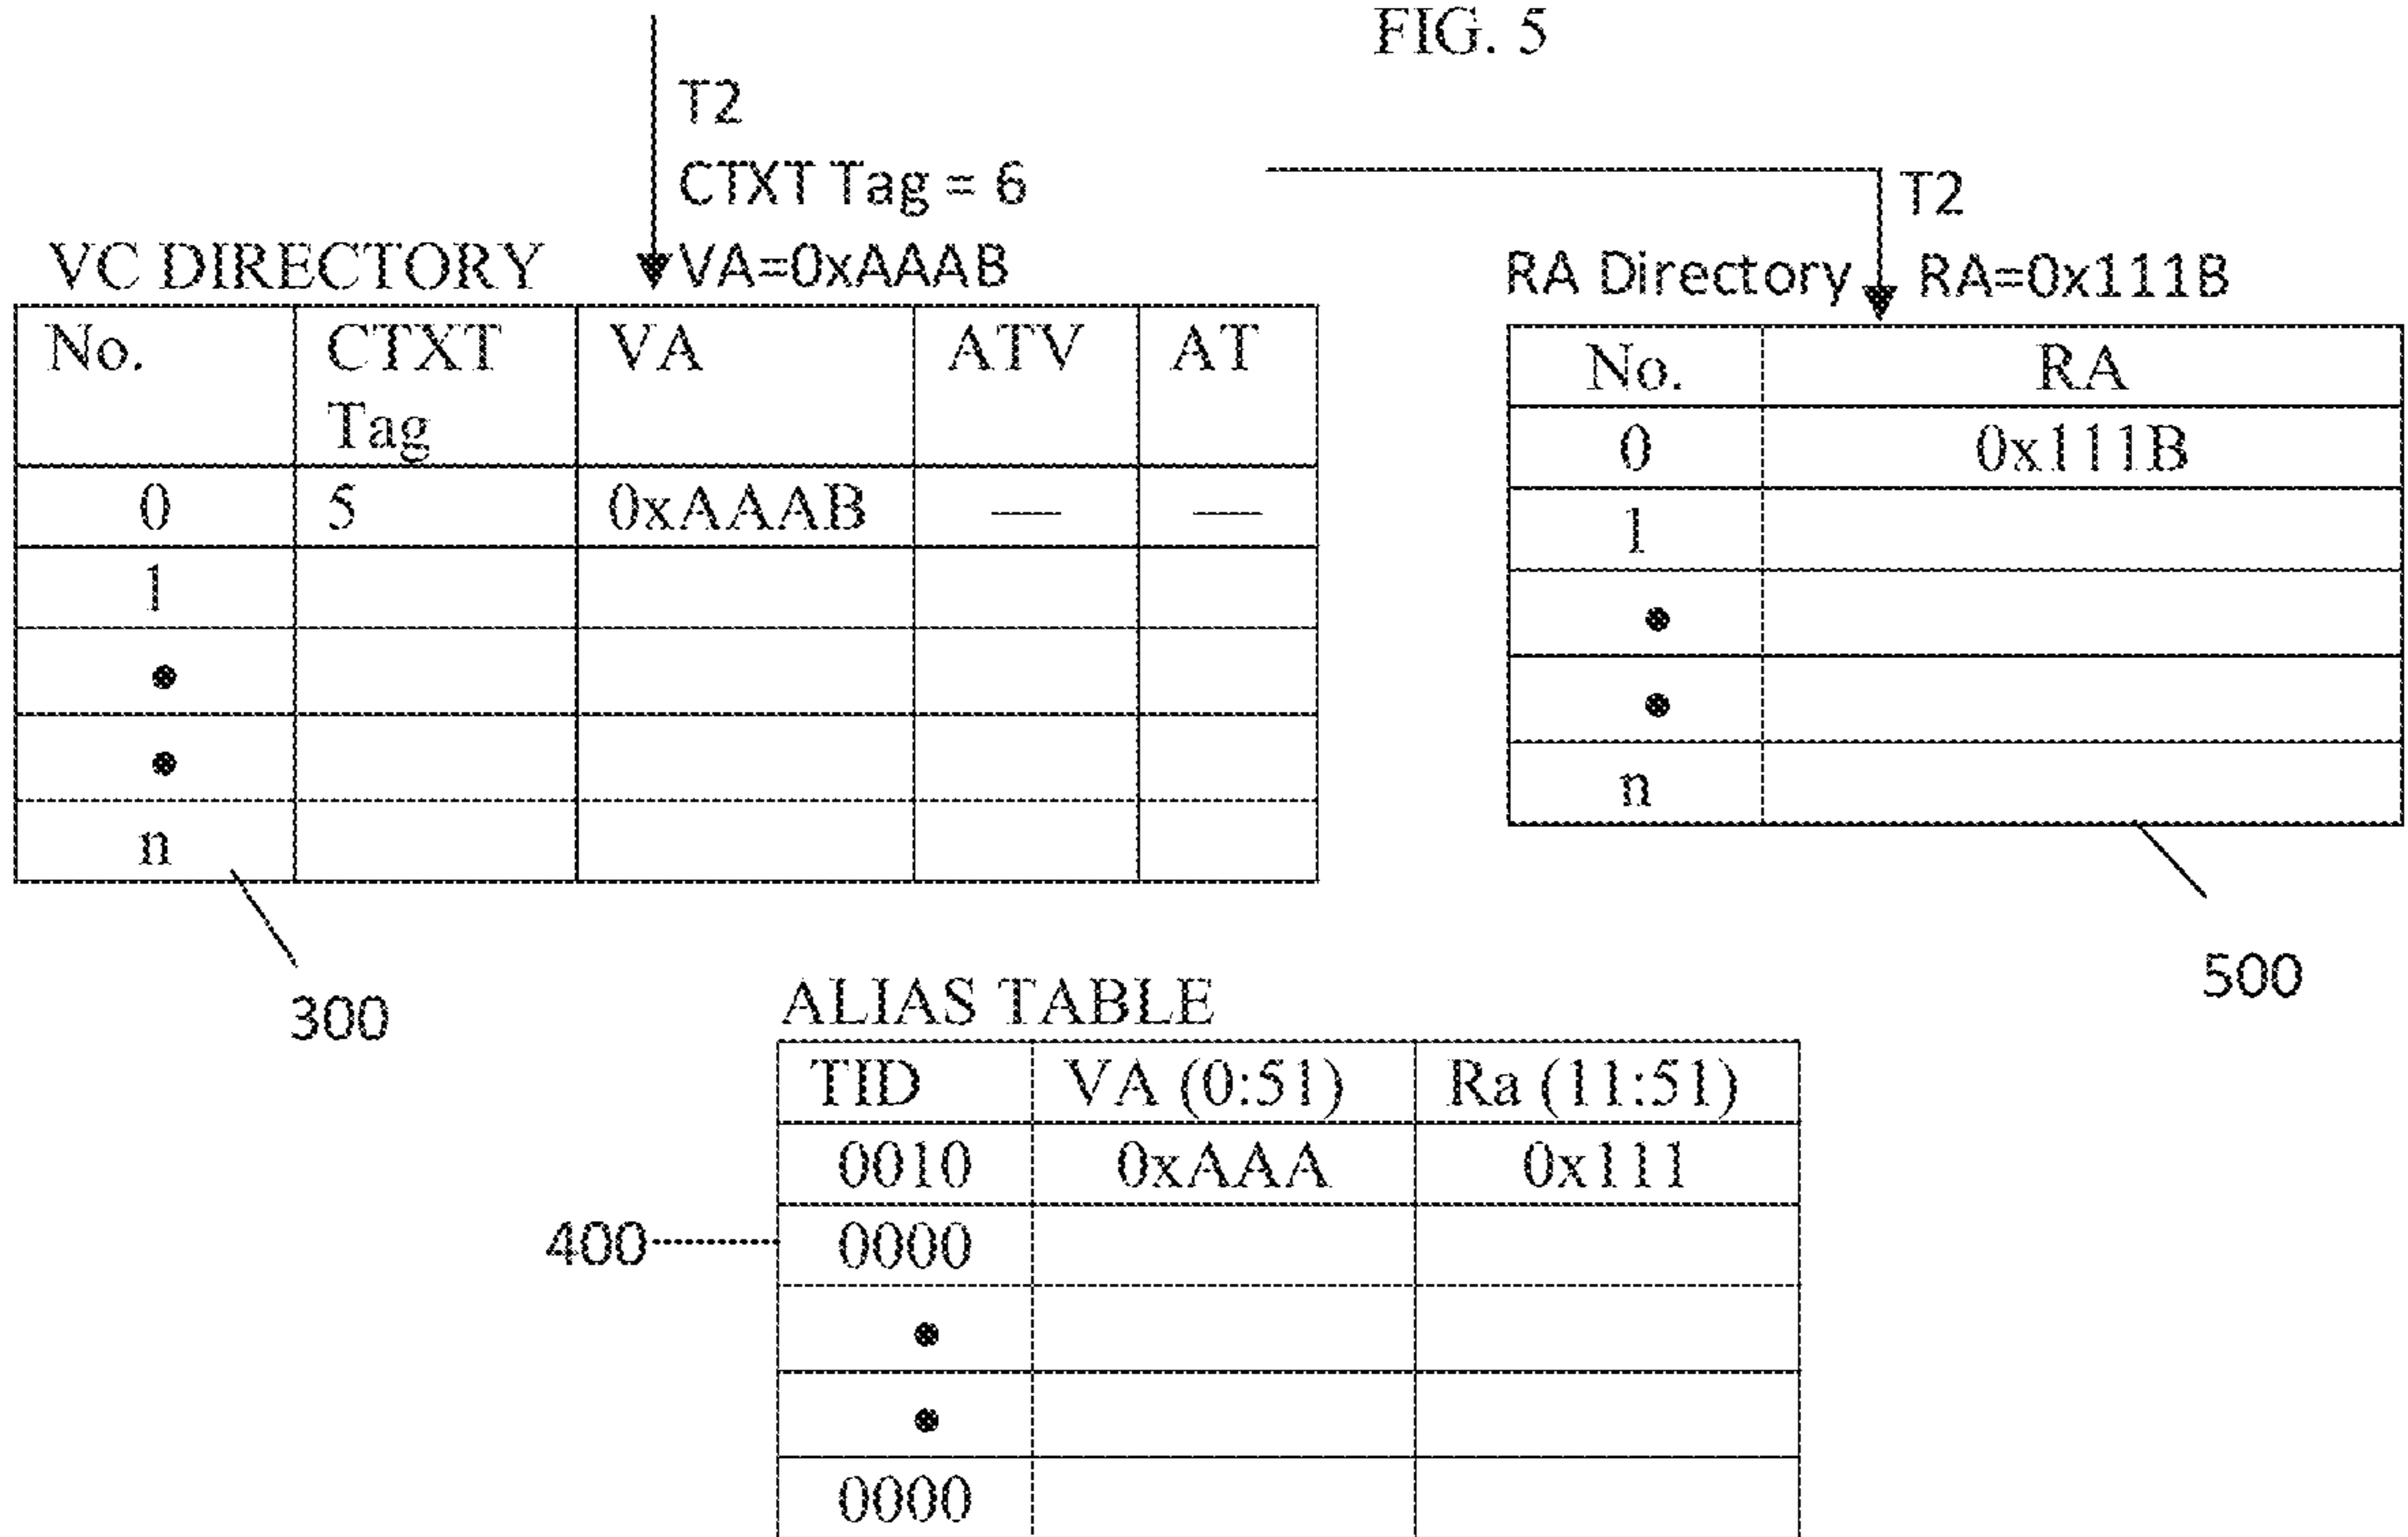 FIG. 5
T2
CTXT Tag = 6
VA=0xAAAB
VC DIRECTORY
No. CTXT Tag VA ATV AT
0 5 0xAAAB — —
1
•
•
n
300
T2
RA=0x111B
RA Directory
No. RA
0 0x111B
1
•
•
n
500
ALIAS TABLE
TID VA (0:51) Ra (11:51)
0010 0xAAA 0x111
400 0000
•
•
0000